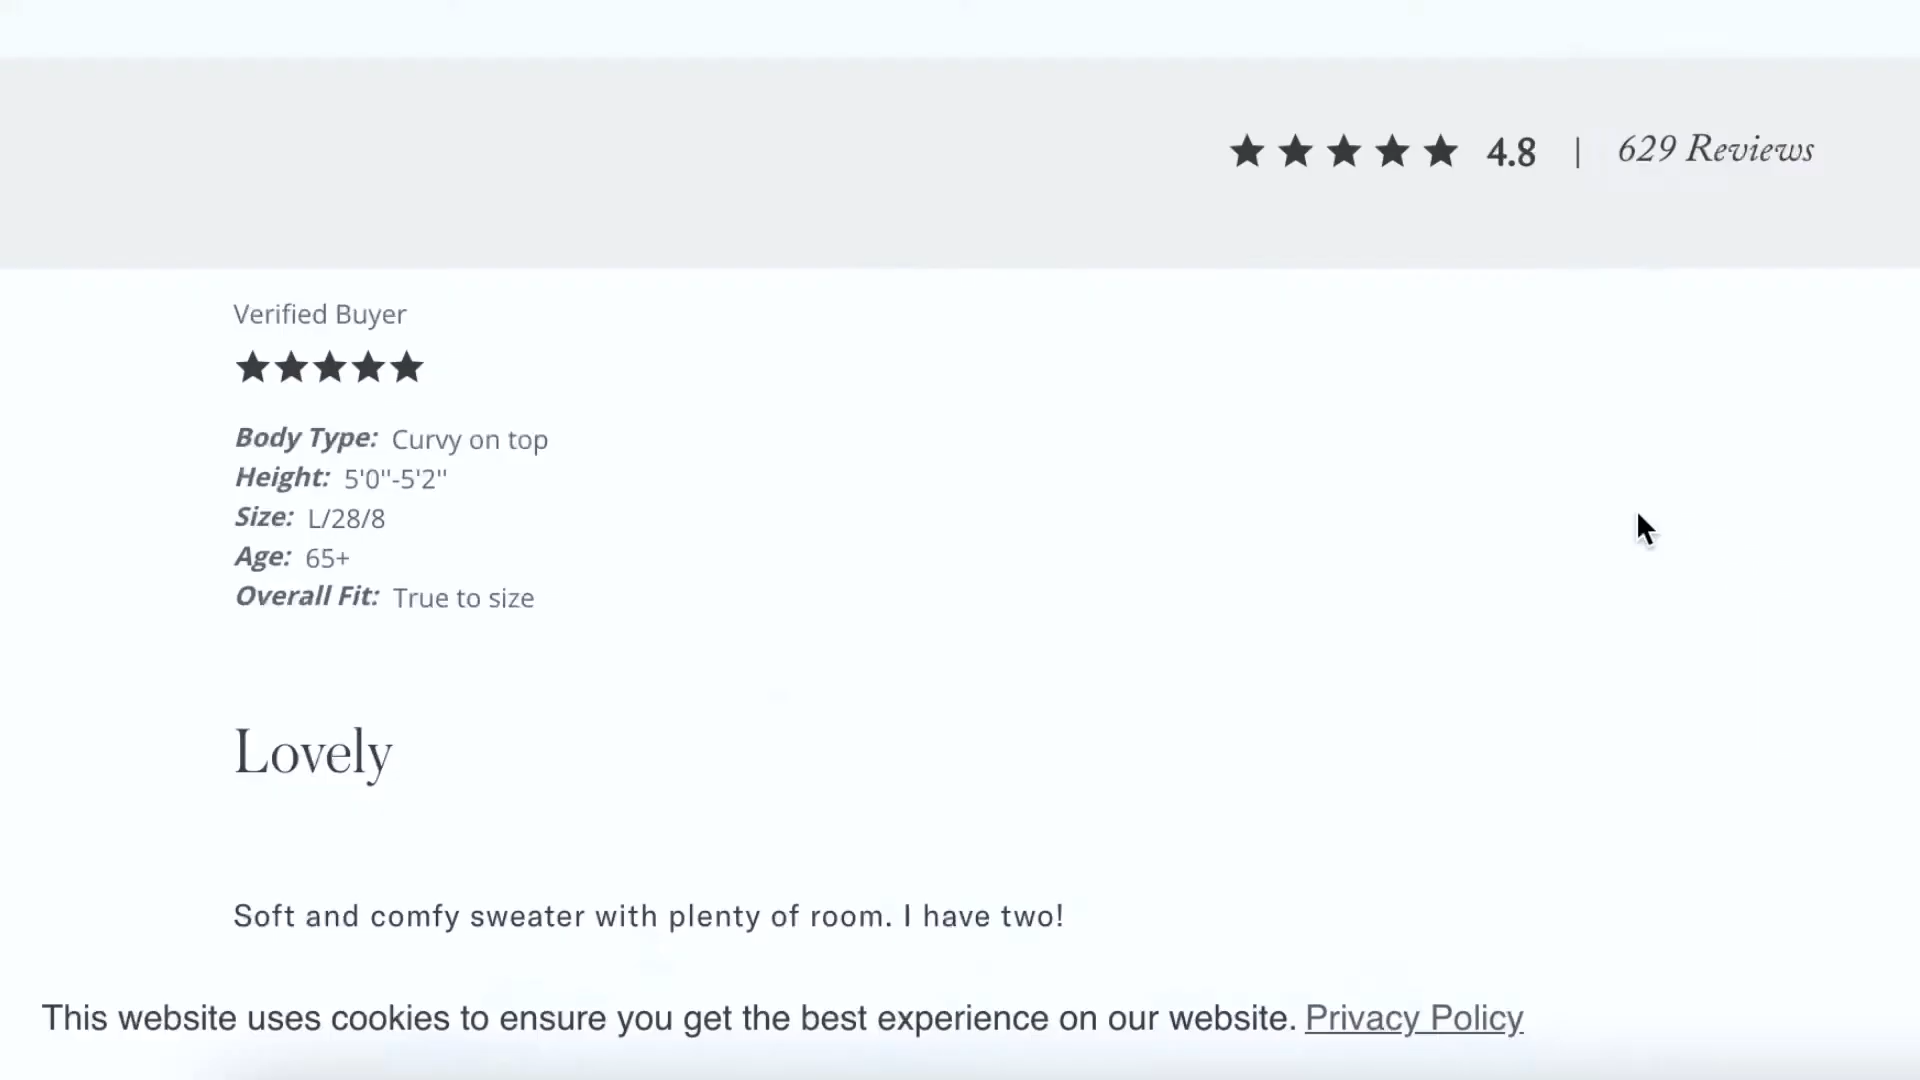 4.8 | 629 Reviews
Verified Buyer
Body Type: Curvy on top
Height: 5'0"-5'2"
Size: L/28/8
Age: 65+
Overall Fit: True to size
Lovely
Soft and comfy sweater with plenty of room. I have two!
This website uses cookies to ensure you get the best experience on our website. Privacy Policy